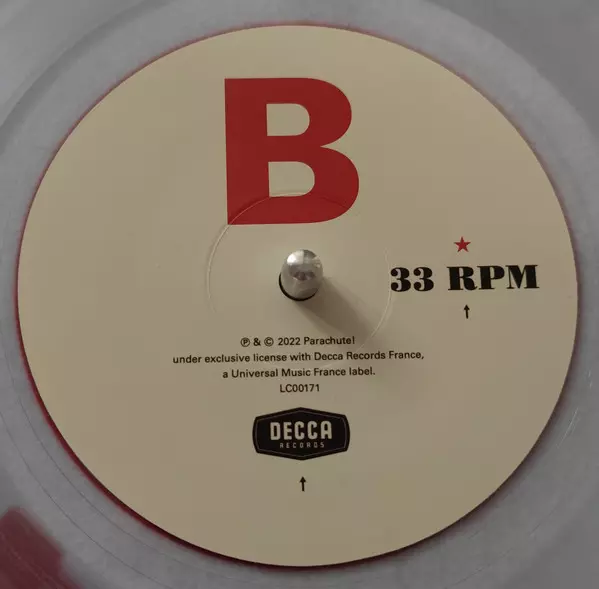 B
33 RPM
℗ & © 2022 Parachute!
under exclusive license with Decca Records France,
a Universal Music France label.
LC00171
DECCA
RECORDS